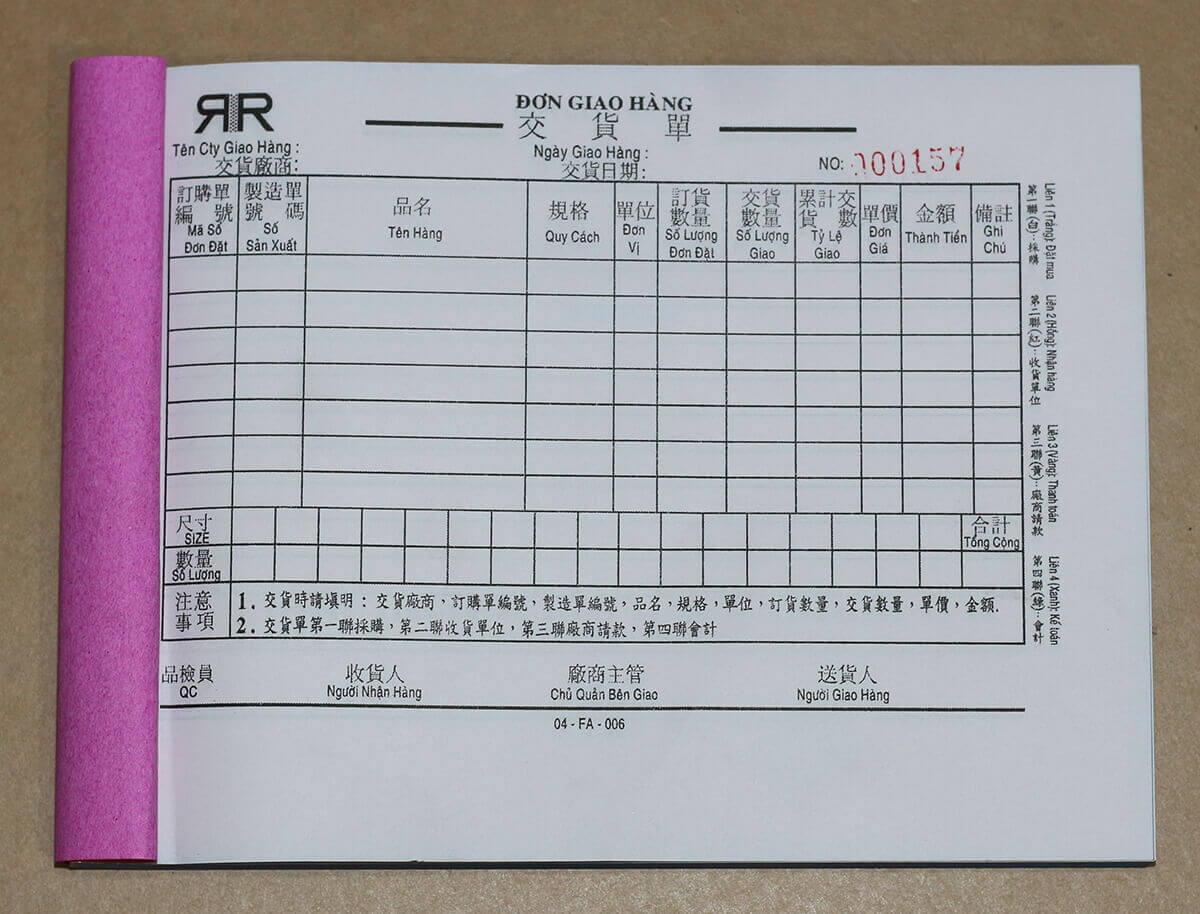 RR
ĐƠN GIAO HÀNG
交貨單
Tên Cty Giao Hàng :
交貨廠商:
Ngày Giao Hàng :
交貨日期:
NO: 000157
訂購單編號 Mã Số Đơn Đặt
製造單號碼 Số Sản Xuất
品名 Tên Hàng
規格 Quy Cách
單位 Đơn Vị
訂貨數量 Số Lượng Đơn Đặt
交貨數量 Số Lượng Giao
累計交貨數 Tỷ Lệ Giao
單價 Đơn Giá
金額 Thành Tiền
備註 Ghi Chú
尺寸 SIZE
合計 Tổng Cộng
數量 Số Lượng
注意事項
1. 交貨時請填明 : 交貨廠商,訂購單編號,製造單編號,品名,規格,單位,訂貨數量,交貨數量,單價,金額.
2. 交貨單第一聯採購,第二聯收貨單位,第三聯廠商請款,第四聯會計
品檢員 收貨人 廠商主管 送貨人
QC Người Nhận Hàng Chủ Quản Bên Giao Người Giao Hàng
04 - FA - 006
Liên 1 (Trắng): Đặt mua
第一聯(白):採購
Liên 2 (Hồng): Nhận hàng
第二聯(紅):收貨單位
Liên 3 (Vàng): Thanh toán
第三聯(黃):廠商請款
Liên 4 (Xanh): Kế toán
第四聯(綠):會計